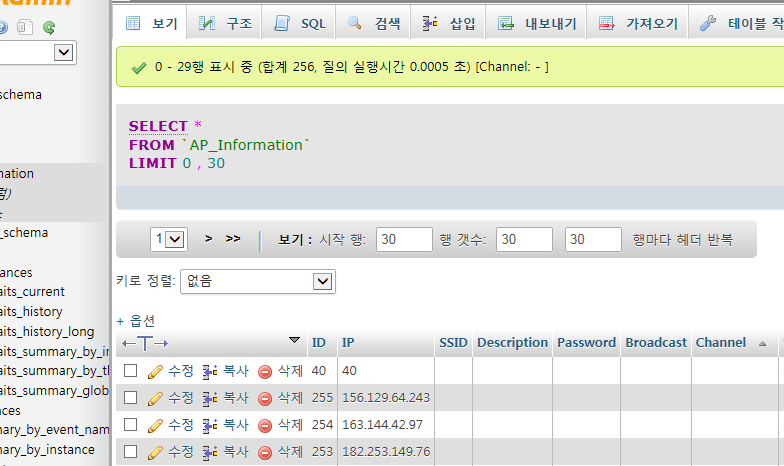 보기 구조 SQL 검색 삽입 내보내기 가져오기 테이블 작
0 - 29행 표시 중 (합계 256, 질의 실행시간 0.0005 초) [Channel: - ]
schema
SELECT *
FROM `AP_Information`
LIMIT 0 , 30
mation
_schema
1 > >> 보기 : 시작 행: 30 행 갯수: 30 30 행마다 헤더 반복
ances
키로 정렬: 없음
aits_current
aits_history
+ 옵션
aits_history_long
←T→ ID IP SSID Description Password Broadcast Channel
aits_summary_by_in
수정 복사 삭제 40 40
aits_summary_by_th
aits_summary_glob
수정 복사 삭제 255 156.129.64.243
nces
수정 복사 삭제 254 163.144.42.97
mary_by_event_nam
mary_by_instance
수정 복사 삭제 253 182.253.149.76